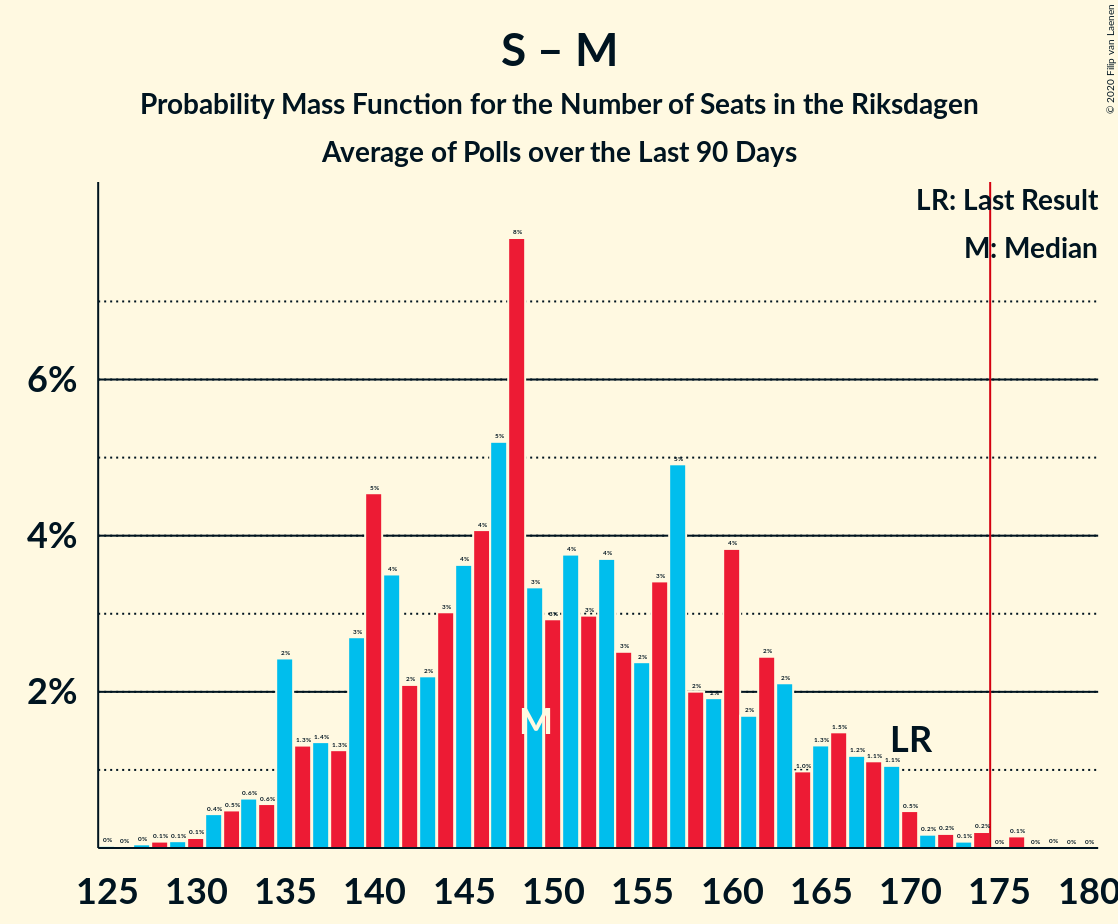 S – M
Probability Mass Function for the Number of Seats in the Riksdagen
Average of Polls over the Last 90 Days
© 2020 Filip van Laenen
LR: Last Result
M: Median
6%
4%
2%
0% 0% 0% 0.1% 0.1% 0.1% 0.4% 0.5% 0.6% 0.6% 2% 1.3% 1.4% 1.3% 3% 5% 4% 2% 2% 3% 4% 4% 5% 8% 3% 3% 4% 3% 4% 3% 2% 3% 5% 2% 2% 4% 2% 2% 2% 1.0% 1.3% 1.5% 1.2% 1.1% 1.1% 0.5% 0.2% 0.2% 0.1% 0.2% 0% 0.1% 0% 0% 0% 0%
M
LR
125 130 135 140 145 150 155 160 165 170 175 180